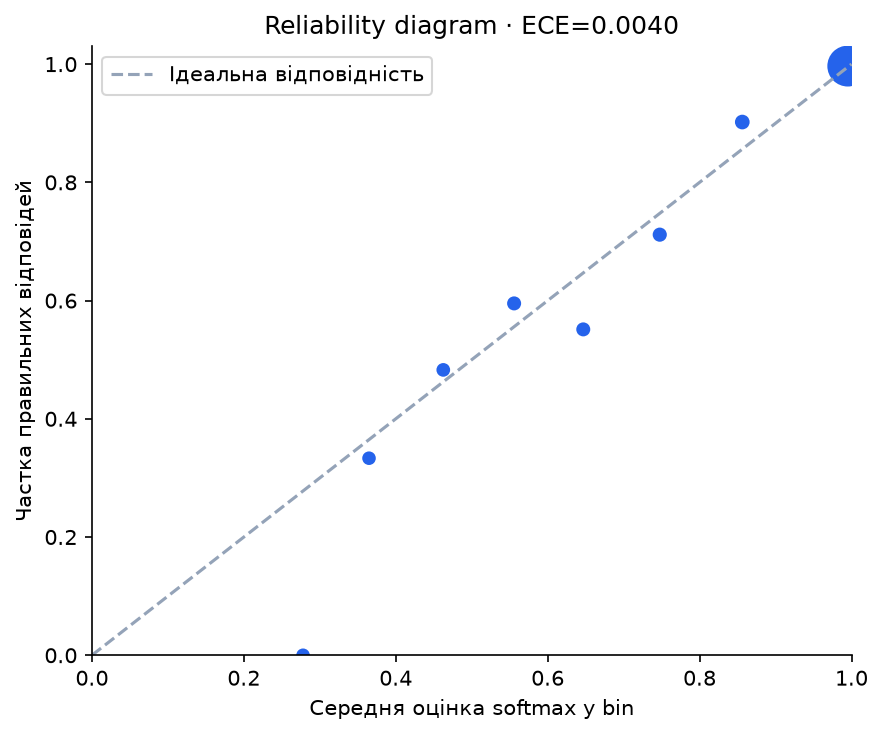 Reliability diagram · ECE=0.0040
Ідеальна відповідність
Частка правильних відповідей
1.0
0.8
0.6
0.4
0.2
0.0
0.0 0.2 0.4 0.6 0.8 1.0
Середня оцінка softmax у bin